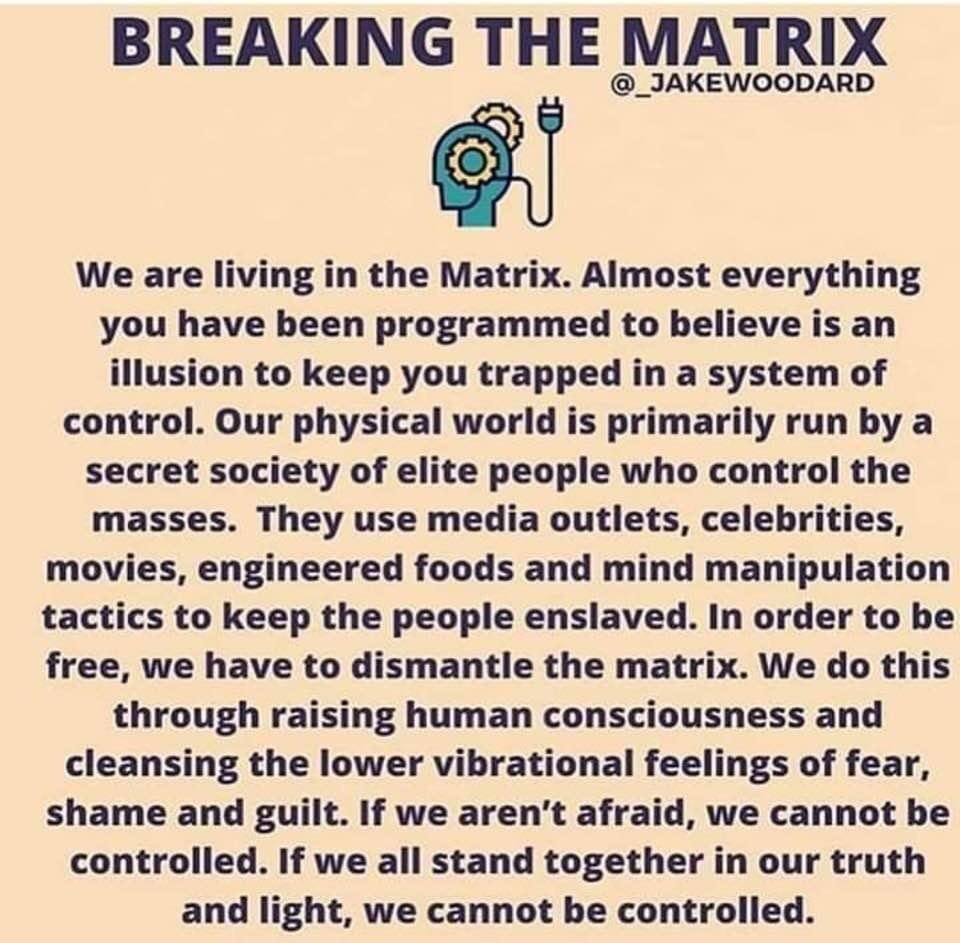 BREAKING THE MATRIX
@_JAKEWOODARD
We are living in the Matrix. Almost everything
you have been programmed to believe is an
illusion to keep you trapped in a system of
control. Our physical world is primarily run by a
secret society of elite people who control the
masses.  They use media outlets, celebrities,
movies, engineered foods and mind manipulation
tactics to keep the people enslaved. In order to be
free, we have to dismantle the matrix. We do this
through raising human consciousness and
cleansing the lower vibrational feelings of fear,
shame and guilt. If we aren’t afraid, we cannot be
controlled. If we all stand together in our truth
and light, we cannot be controlled.